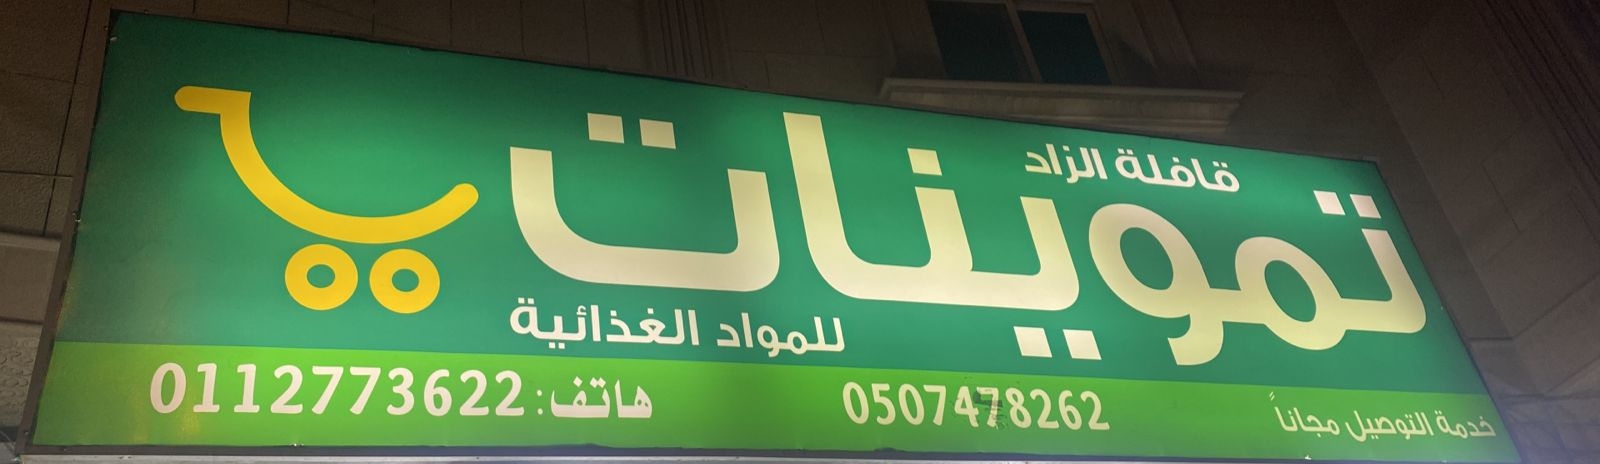 قافلة الزاد
تموينات
للمواد الغذائية
خدمة التوصيل مجاناً
0507478262
هاتف: 0112773622